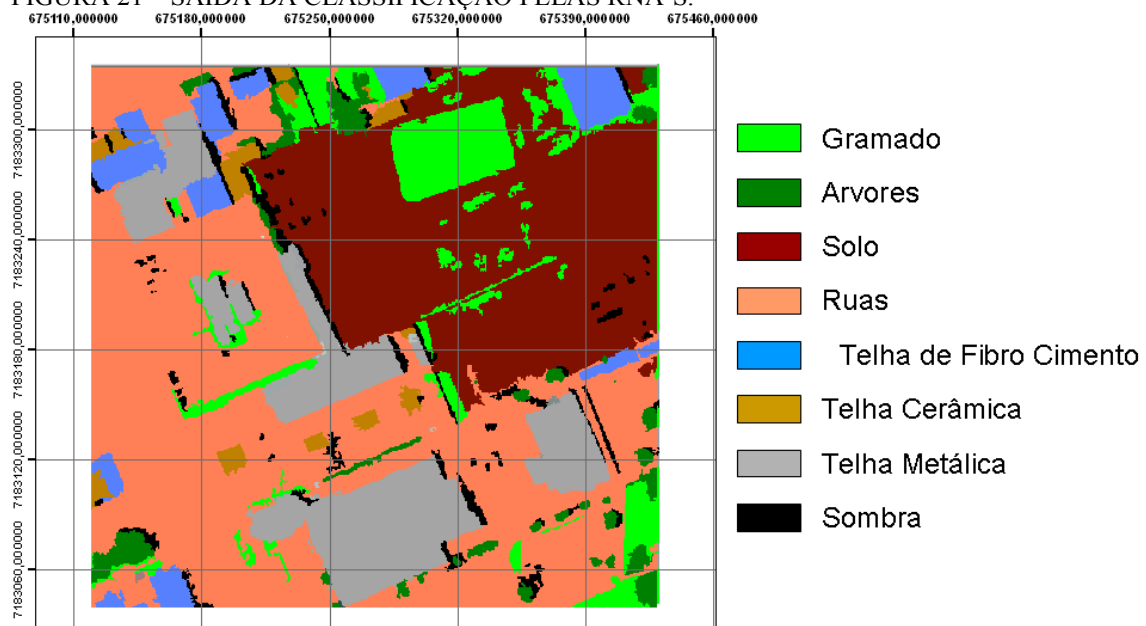 FIGURA 21 – SAÍDA DA CLASSIFICAÇÃO PELAS RNA'S.
675110,000000 675180,000000 675250,000000 675320,000000 675390,000000 675460,000000
7183300,000000
7183240,000000
7183180,000000
7183120,000000
7183060,000000
Gramado
Arvores
Solo
Ruas
Telha de Fibro Cimento
Telha Cerâmica
Telha Metálica
Sombra